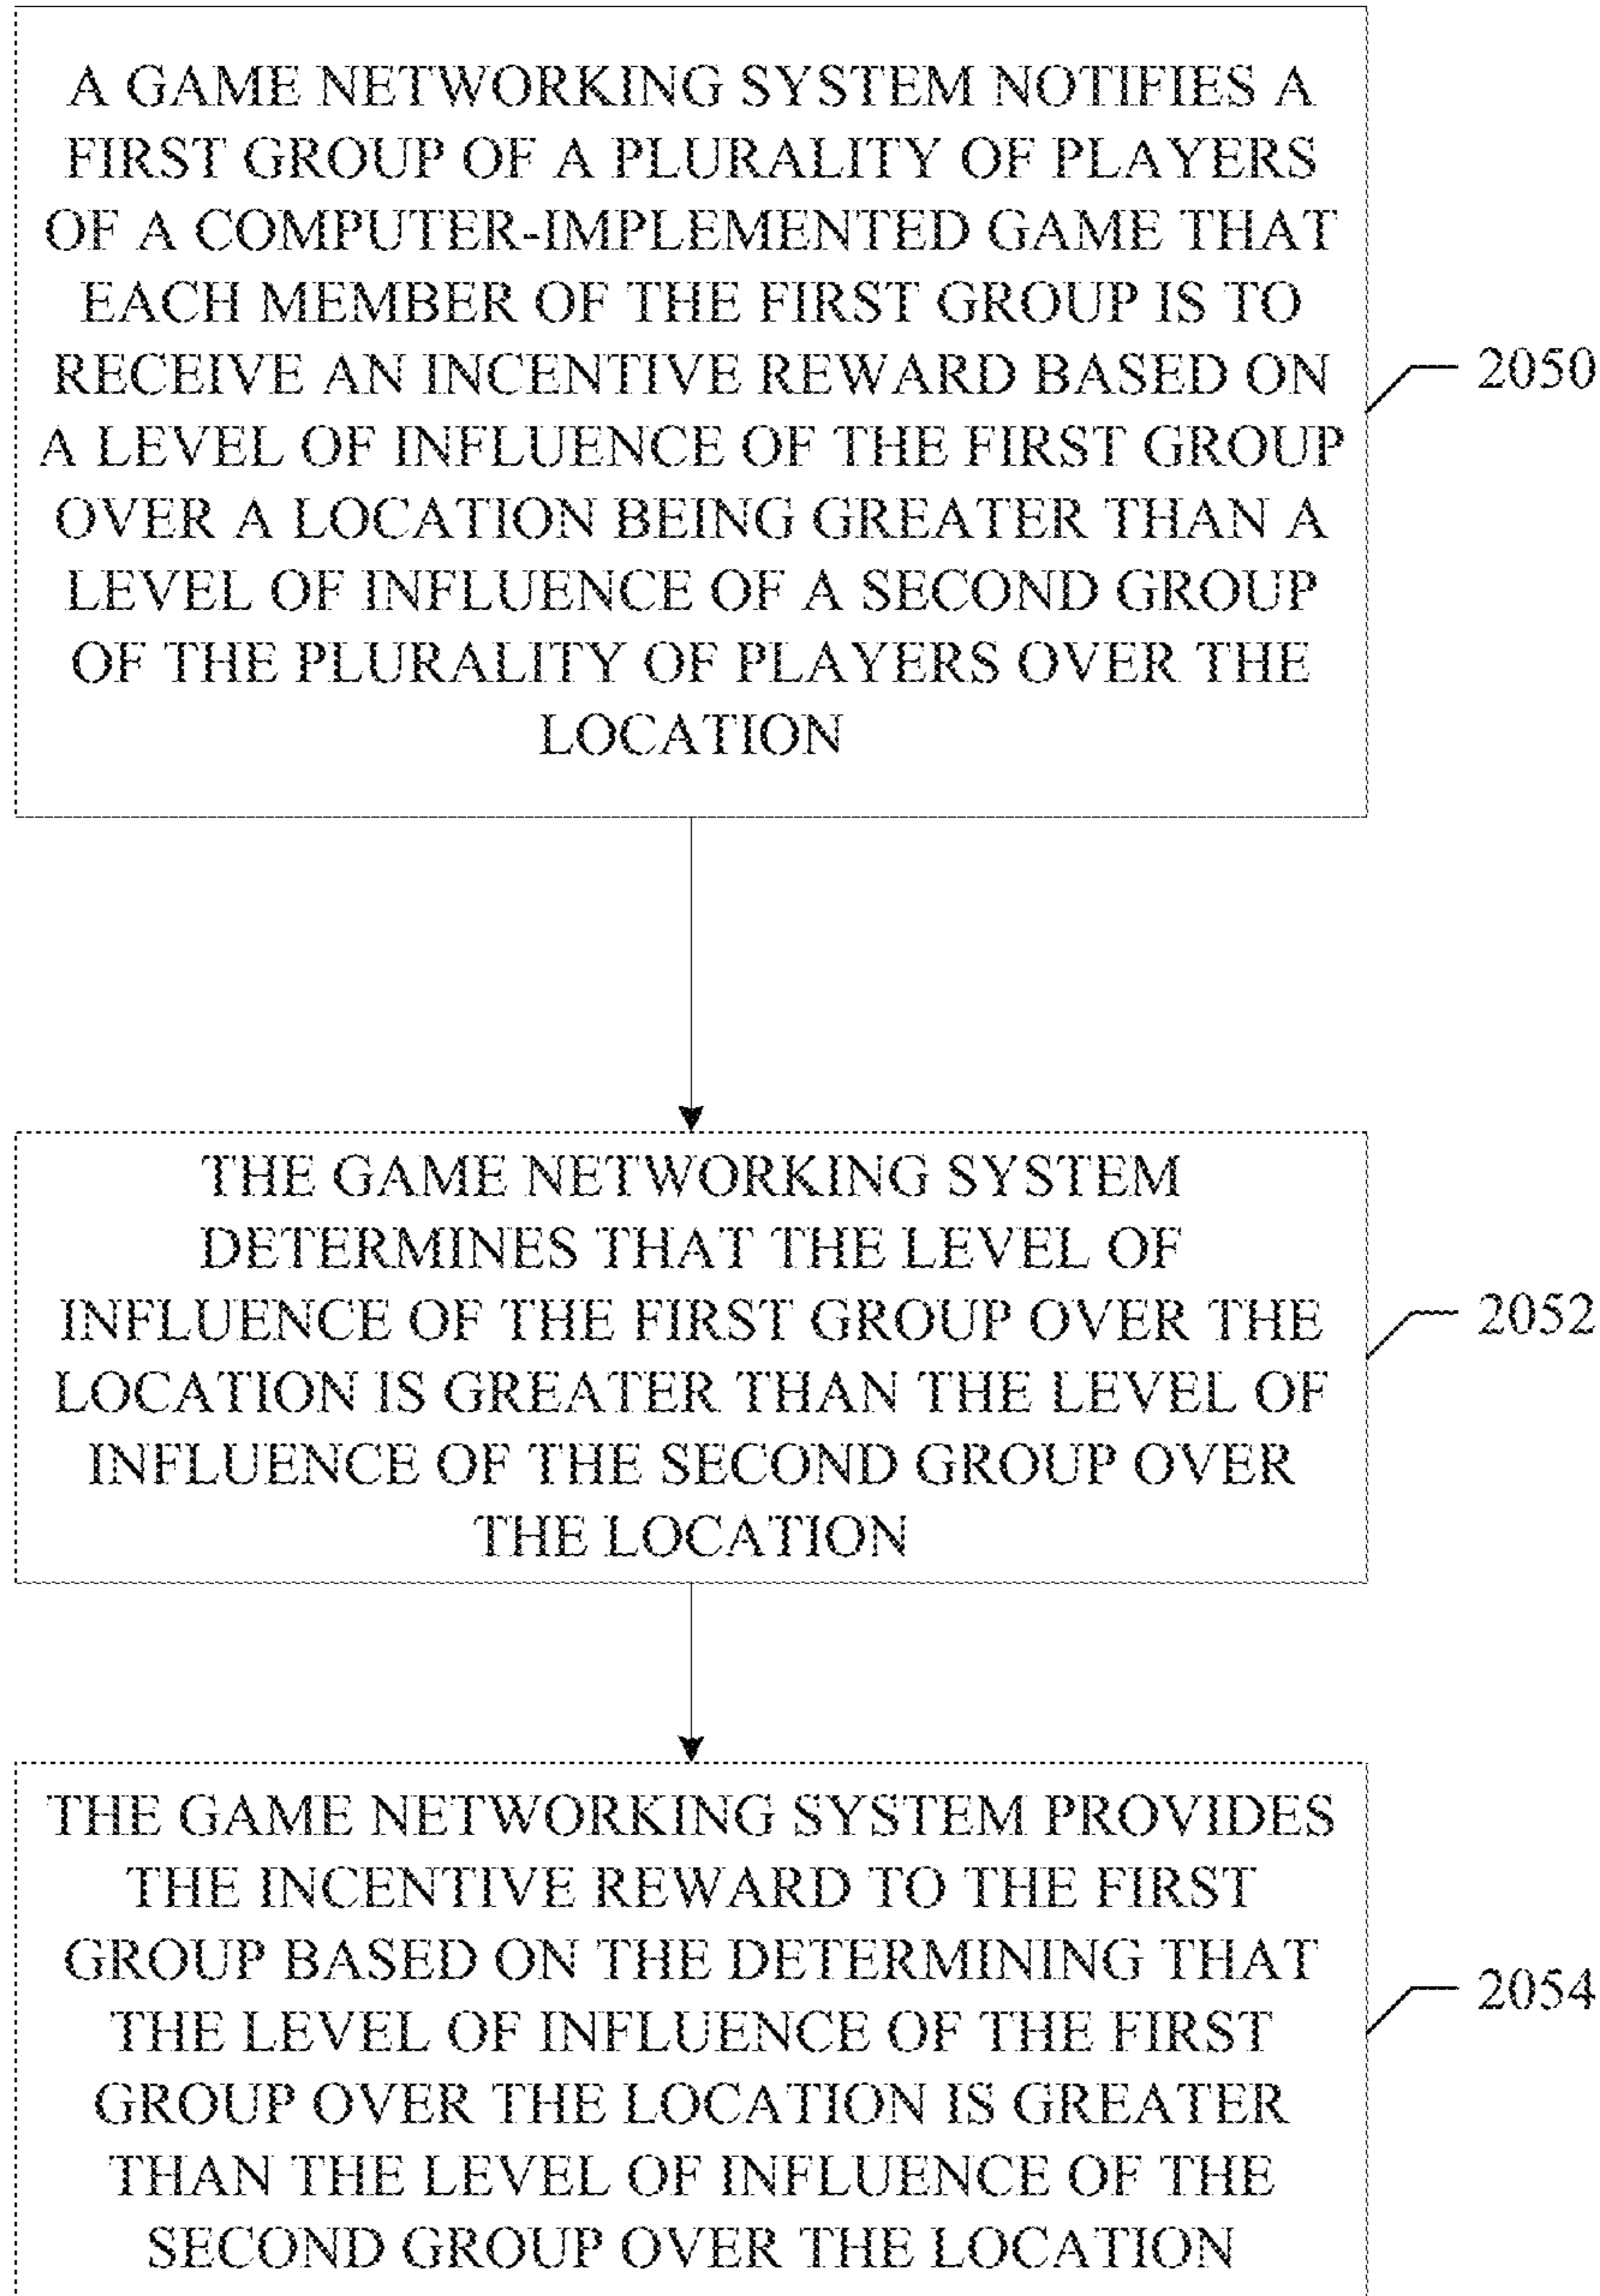 A GAME NETWORKING SYSTEM NOTIFIES A
FIRST GROUP OF A PLURALITY OF PLAYERS
OF A COMPUTER-IMPLEMENTED GAME THAT
EACH MEMBER OF THE FIRST GROUP IS TO
RECEIVE AN INCENTIVE REWARD BASED ON
A LEVEL OF INFLUENCE OF THE FIRST GROUP
OVER A LOCATION BEING GREATER THAN A
LEVEL OF INFLUENCE OF A SECOND GROUP
OF THE PLURALITY OF PLAYERS OVER THE
LOCATION
2050
THE GAME NETWORKING SYSTEM
DETERMINES THAT THE LEVEL OF
INFLUENCE OF THE FIRST GROUP OVER THE
LOCATION IS GREATER THAN THE LEVEL OF
INFLUENCE OF THE SECOND GROUP OVER
THE LOCATION
2052
THE GAME NETWORKING SYSTEM PROVIDES
THE INCENTIVE REWARD TO THE FIRST
GROUP BASED ON THE DETERMINING THAT
THE LEVEL OF INFLUENCE OF THE FIRST
GROUP OVER THE LOCATION IS GREATER
THAN THE LEVEL OF INFLUENCE OF THE
SECOND GROUP OVER THE LOCATION
2054